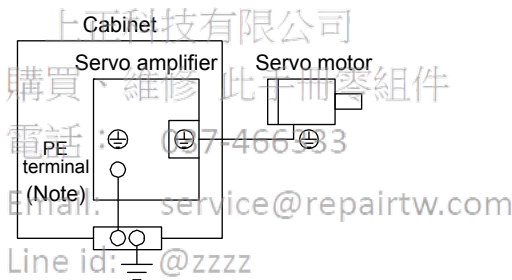 上正科技有限公司
Cabinet
Servo amplifier
Servo motor
購買、維修 此手冊零組件
電話： 037-466333
PE
terminal
(Note)
Email: service@repairtw.com
Line id: @zzzz